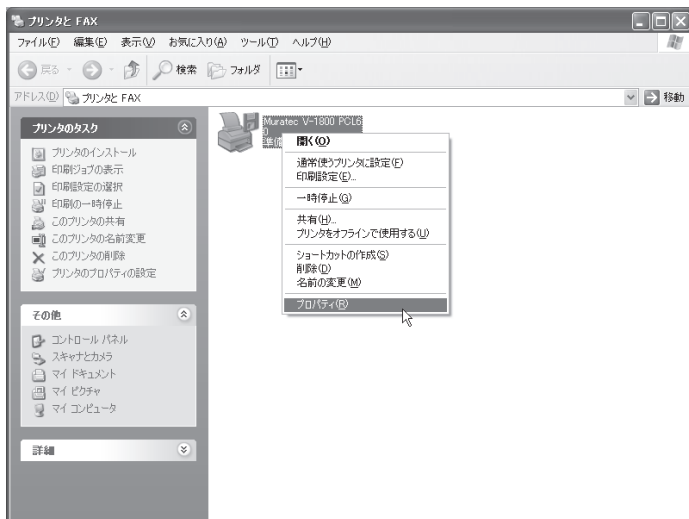 プリンタと FAX
ファイル(F) 編集(E) 表示(V) お気に入り(A) ツール(T) ヘルプ(H)
戻る 検索 フォルダ
アドレス(D) プリンタと FAX 移動
プリンタのタスク
プリンタのインストール
印刷ジョブの表示
印刷設定の選択
印刷の一時停止
このプリンタの共有
このプリンタの名前変更
このプリンタの削除
プリンタのプロパティの設定
その他
コントロール パネル
スキャナとカメラ
マイ ドキュメント
マイ ピクチャ
マイ コンピュータ
詳細
Muratec V-1800 PCL6
0
開く(O)
通常使うプリンタに設定(F)
印刷設定(E)...
一時停止(G)
共有(H)...
プリンタをオフラインで使用する(U)
ショートカットの作成(S)
削除(D)
名前の変更(M)
プロパティ(R)